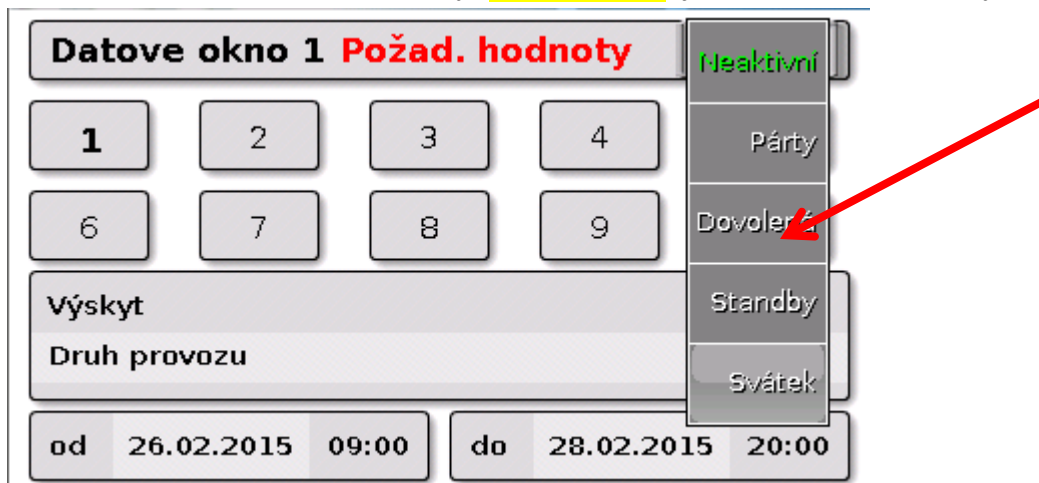 Datove okno 1 Požad. hodnoty
Neaktivní
1 2 3 4
Párty
6 7 8 9
Dovolená
Výskyt
Standby
Druh provozu
Svátek
od 26.02.2015 09:00 do 28.02.2015 20:00